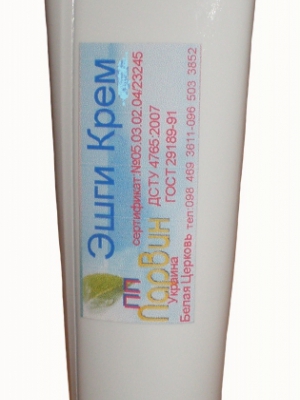 Эшги Крем
сертификат:№05.03.02.04/23245
ДСТУ 4765:2007
ГОСТ 29189-91
ПП
ПарВин
Украина
Белая Церковь тел:098 469 3611-096 503 3852